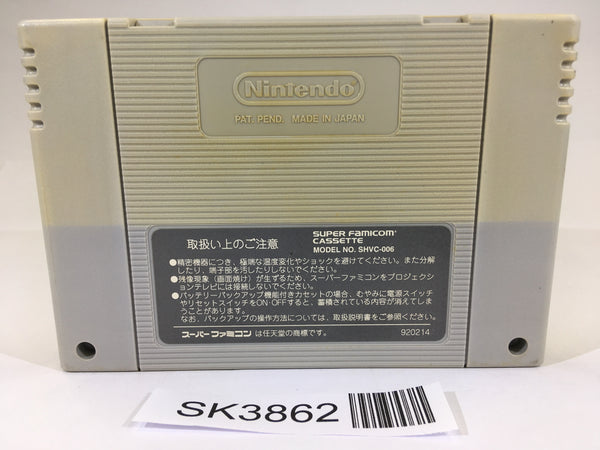 Nintendo
PAT. PEND. MADE IN JAPAN
取扱い上のご注意
SUPER FAMICOM
CASSETTE
MODEL NO. SHVC-006
●精密機器につき、極端な温度変化やショックを避けてください。また分解
したり、端子部を汚したりしないでください。
●残像現象(画面焼け)が生ずるため、スーパーファミコンをプロジェクシ
ョンテレビには接続しないでください。
●バッテリーバックアップ機能付きカセットの場合、むやみに電源スイッチ
やリセットスイッチをON·OFFすると、蓄積されている内容が消えてしま
うことがあります。
なお、バックアップの操作方法については、取扱説明書をご参照ください。
スーパーファミコン は任天堂の商標です。
920214
SK3862